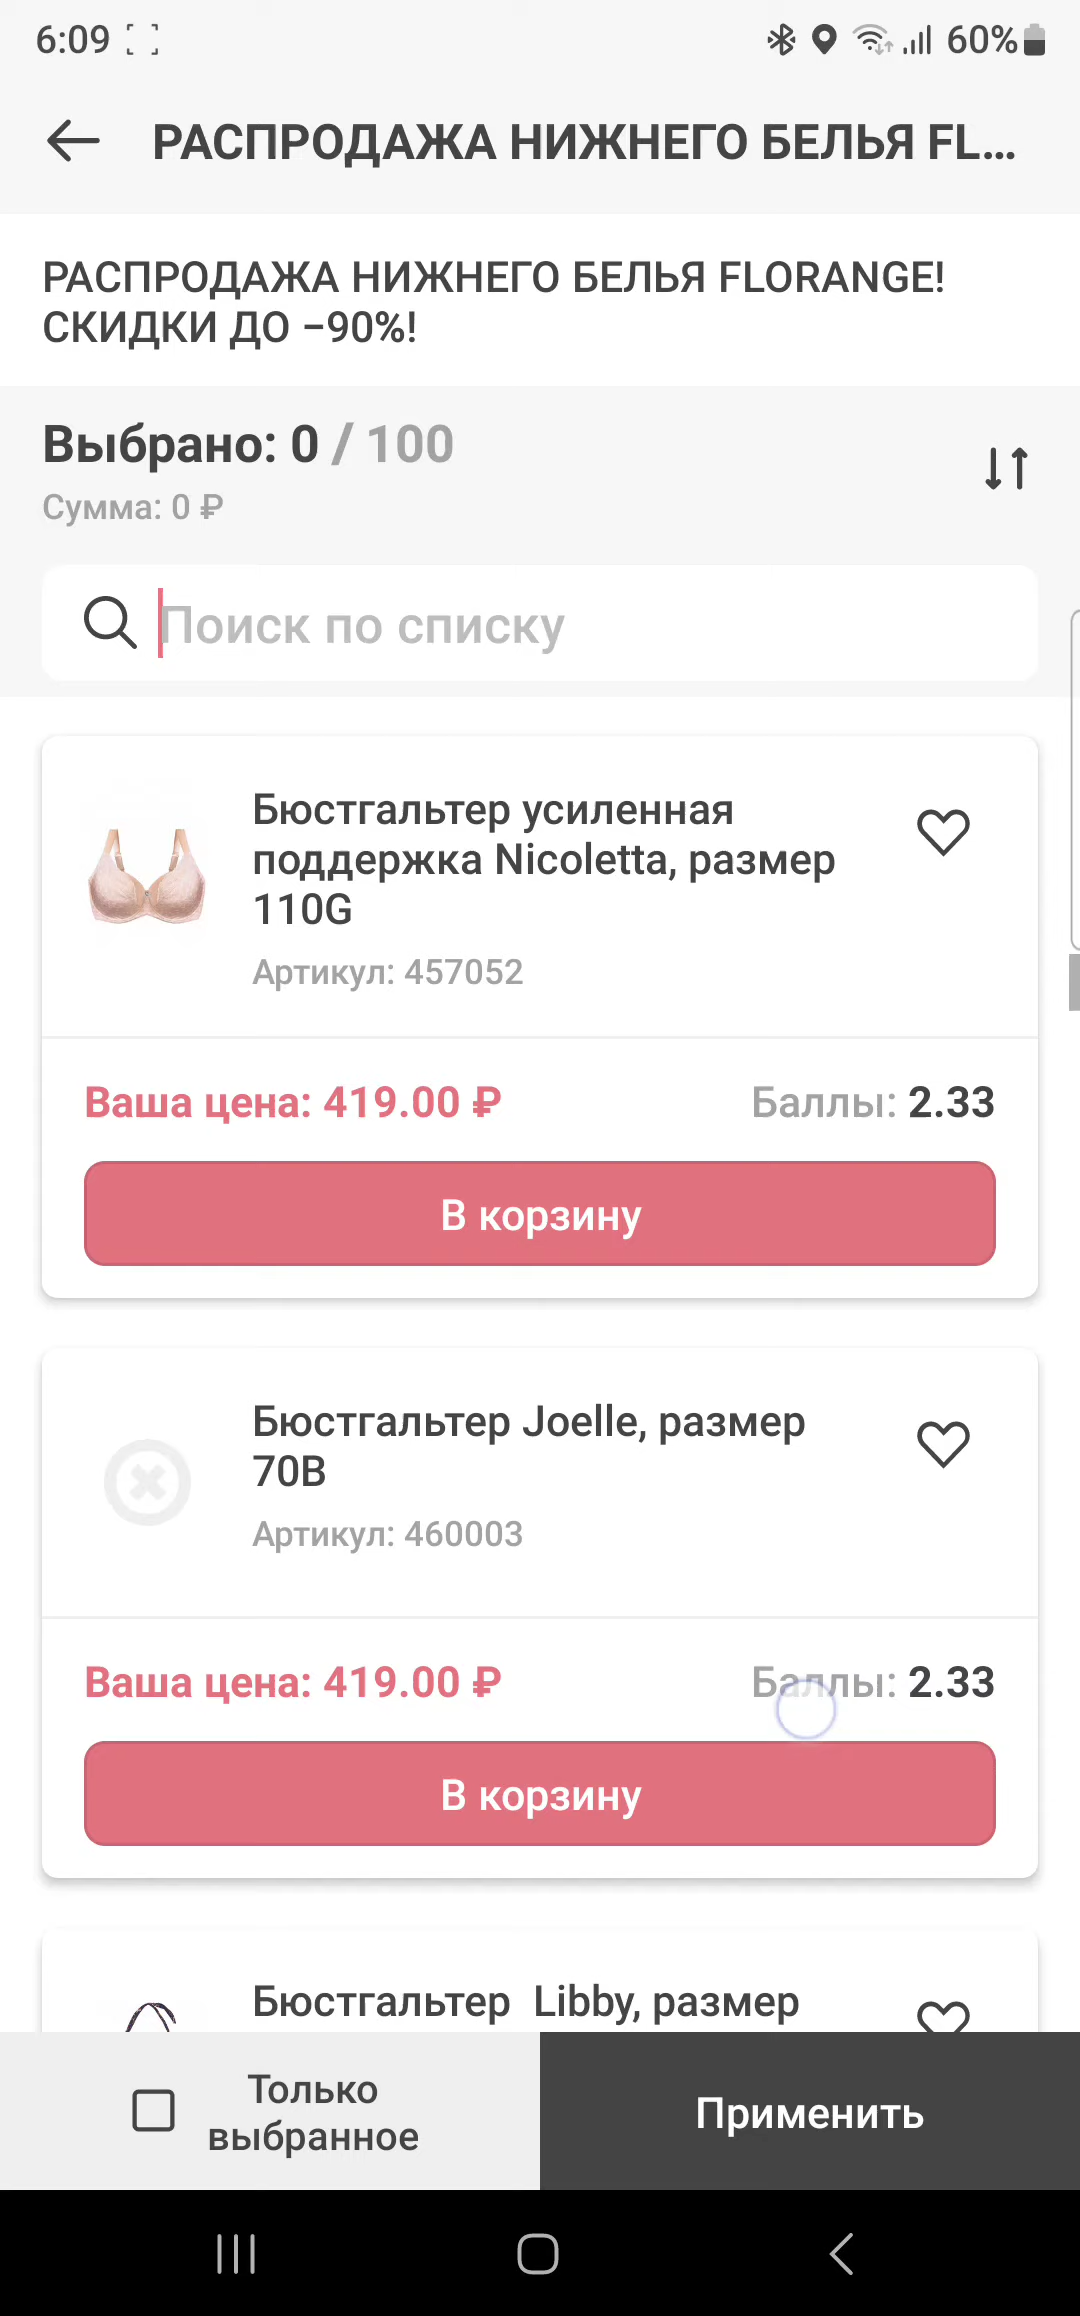 6:09
60%
РАСПРОДАЖА НИЖНЕГО БЕЛЬЯ FL...
РАСПРОДАЖА НИЖНЕГО БЕЛЬЯ FLORANGE!
СКИДКИ ДО –90%!
Выбрано: 0 / 100
Сумма: 0 ₽
Поиск по списку
Бюстгальтер усиленная
поддержка Nicoletta, размер
110G
Артикул: 457052
Ваша цена: 419.00 ₽
Баллы: 2.33
В корзину
Бюстгальтер Joelle, размер
70B
Артикул: 460003
Ваша цена: 419.00 ₽
Баллы: 2.33
В корзину
Бюстгальтер  Libby, размер
Только
выбранное
Применить